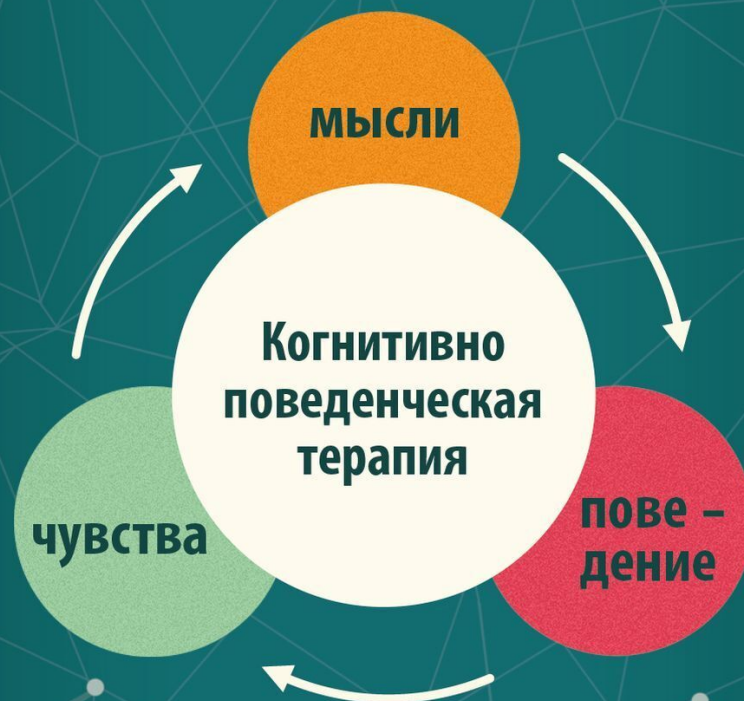 мысли
Когнитивно
поведенческая
терапия
чувства
пове –
дение